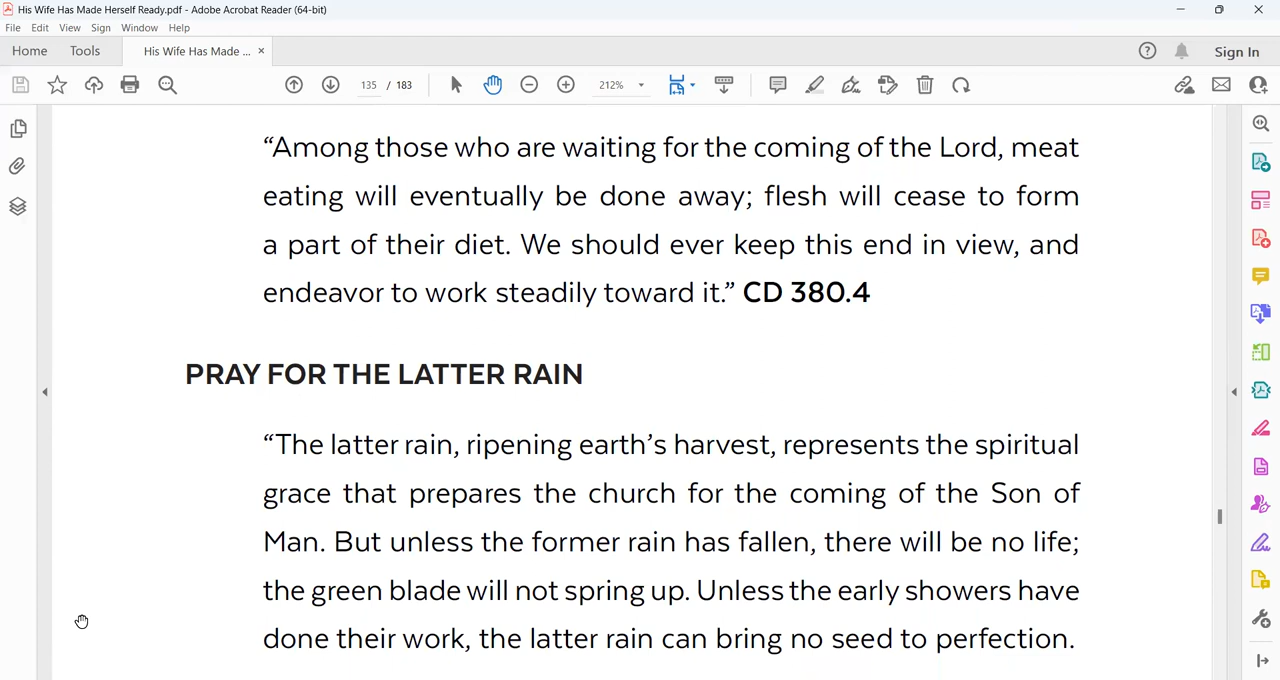 His Wife Has Made Herself Ready.pdf - Adobe Acrobat Reader (64-bit)
File Edit View Sign Window Help
Home Tools His Wife Has Made ... × Sign In
135 / 183 212%
“Among those who are waiting for the coming of the Lord, meat
eating will eventually be done away; flesh will cease to form
a part of their diet. We should ever keep this end in view, and
endeavor to work steadily toward it.” CD 380.4
PRAY FOR THE LATTER RAIN
“The latter rain, ripening earth’s harvest, represents the spiritual
grace that prepares the church for the coming of the Son of
Man. But unless the former rain has fallen, there will be no life;
the green blade will not spring up. Unless the early showers have
done their work, the latter rain can bring no seed to perfection.